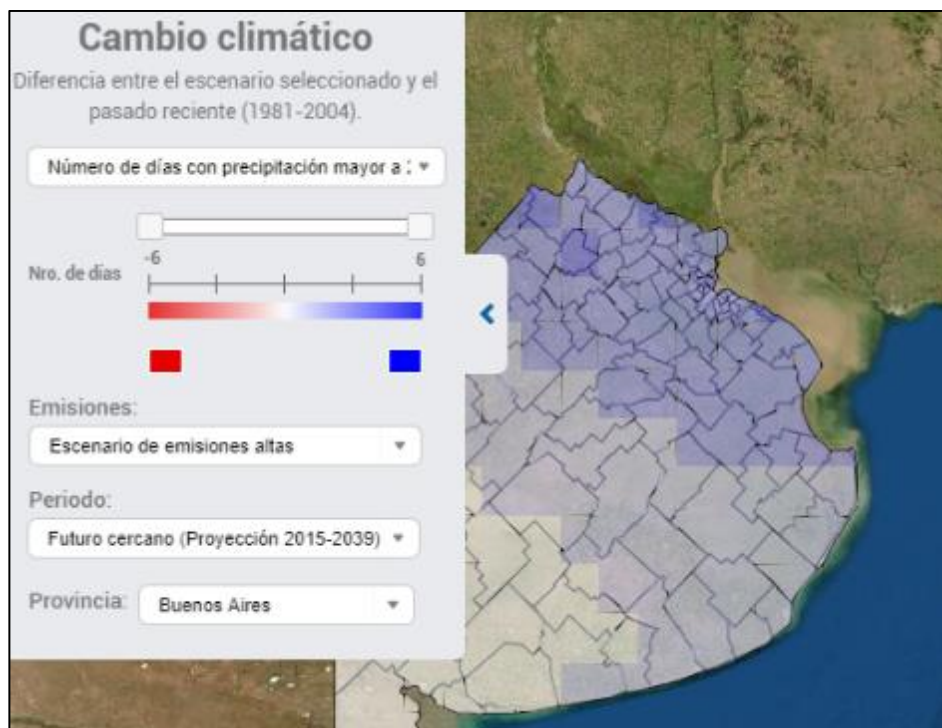 Cambio climático
Diferencia entre el escenario seleccionado y el
pasado reciente (1981-2004).
Número de días con precipitación mayor a
-6 6
Nro. de días
Emisiones:
Escenario de emisiones altas
Periodo:
Futuro cercano (Proyección 2015-2039)
Provincia: Buenos Aires